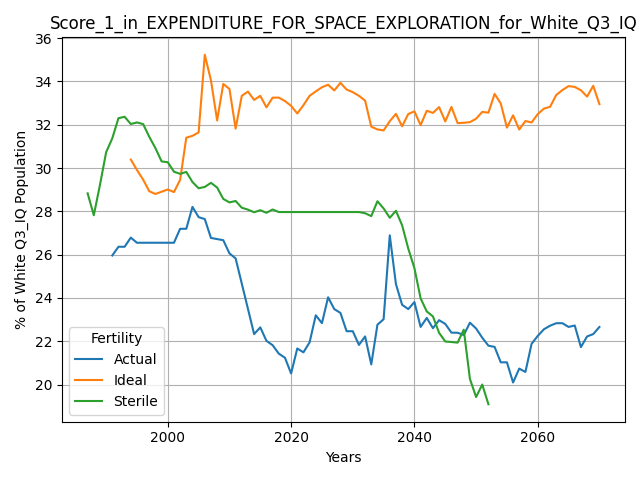 Score_1_in_EXPENDITURE_FOR_SPACE_EXPLORATION_for_White_Q3_IQ
% of White Q3_IQ Population
36
34
32
30
28
26
24
22
20
Fertility
Actual
Ideal
Sterile
2000
2020
2040
2060
Years